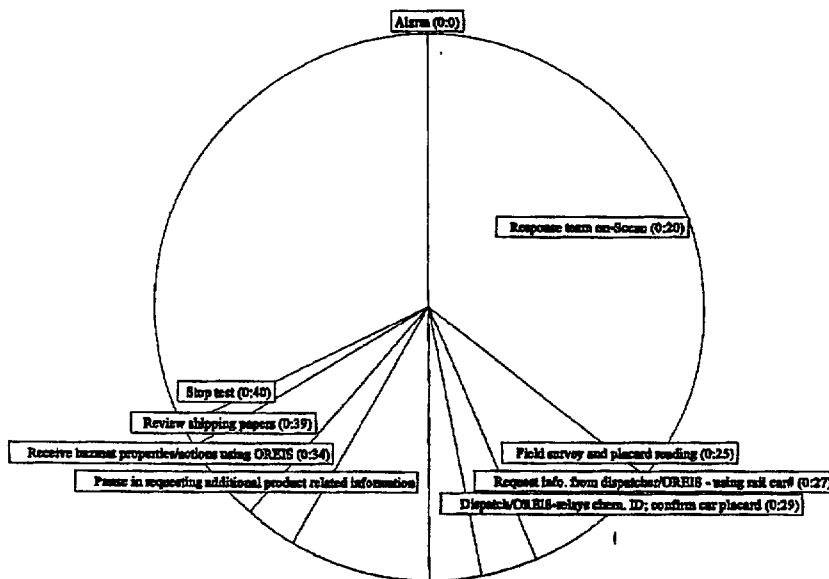 Alarm (0:0)
Response team on-Scene (0:20)
Stop test (0:40)
Review shipping papers (0:39)
Receive hazmat properties/actions using OREIS (0:34)
Pause in requesting additional product related information
Field survey and placard reading (0:25)
Request info. from dispatcher/OREIS - using rail car# (0:27)
Dispatch/OREIS-relays chem. ID; confirm car placard (0:29)